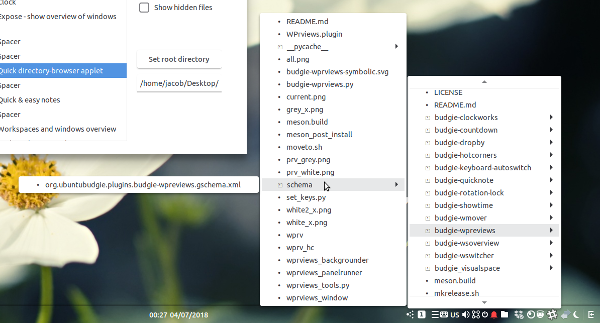 Clock
Expose - show overview of windows
Spacer
Spacer
Quick directory-browser applet
Spacer
Quick & easy notes
Spacer
Workspaces and windows overview
Show hidden files
Set root directory
/home/jacob/Desktop/
org.ubuntubudgie.plugins.budgie-wpreviews.gschema.xml
README.md
WPrviews.plugin
__pycache__
all.png
budgie-wprviews-symbolic.svg
budgie-wprviews.py
current.png
grey_x.png
meson.build
meson_post_install
moveto.sh
prv_grey.png
prv_white.png
schema
set_keys.py
white2_x.png
white_x.png
wprv
wprv_hc
wprviews_backgrounder
wprviews_panelrunner
wprviews_tools.py
wprviews_window
LICENSE
README.md
budgie-clockworks
budgie-countdown
budgie-dropby
budgie-hotcorners
budgie-keyboard-autoswitch
budgie-quicknote
budgie-rotation-lock
budgie-showtime
budgie-wmover
budgie-wpreviews
budgie-wsoverview
budgie-wswitcher
budgie_visualspace
meson.build
mkrelease.sh
00:27 04/07/2018
1
US